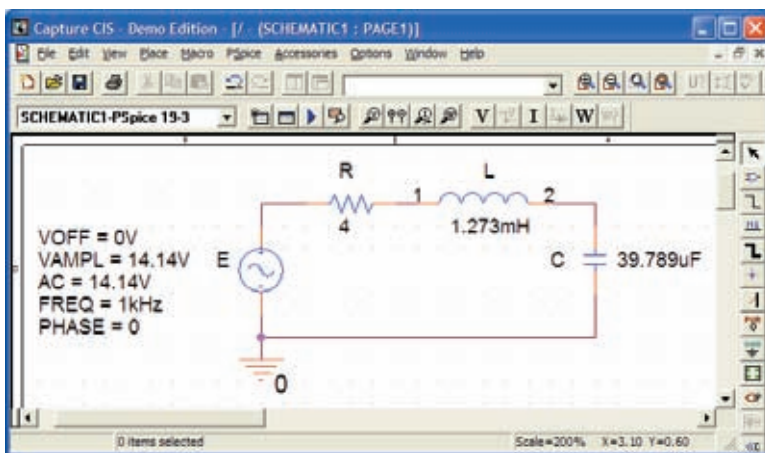 Capture CIS - Demo Edition - [/ - (SCHEMATIC1 : PAGE1)]
File Edit View Place Macro PSpice Accessories Options Window Help
U?
SCHEMATIC1-PSpice 19-3
V I W
R
4
1 L 2
1.273mH
VOFF = 0V
VAMPL = 14.14V
AC = 14.14V
FREQ = 1kHz
PHASE = 0
E
C 39.789uF
0
0 items selected Scale=200% X=3.10 Y=0.60